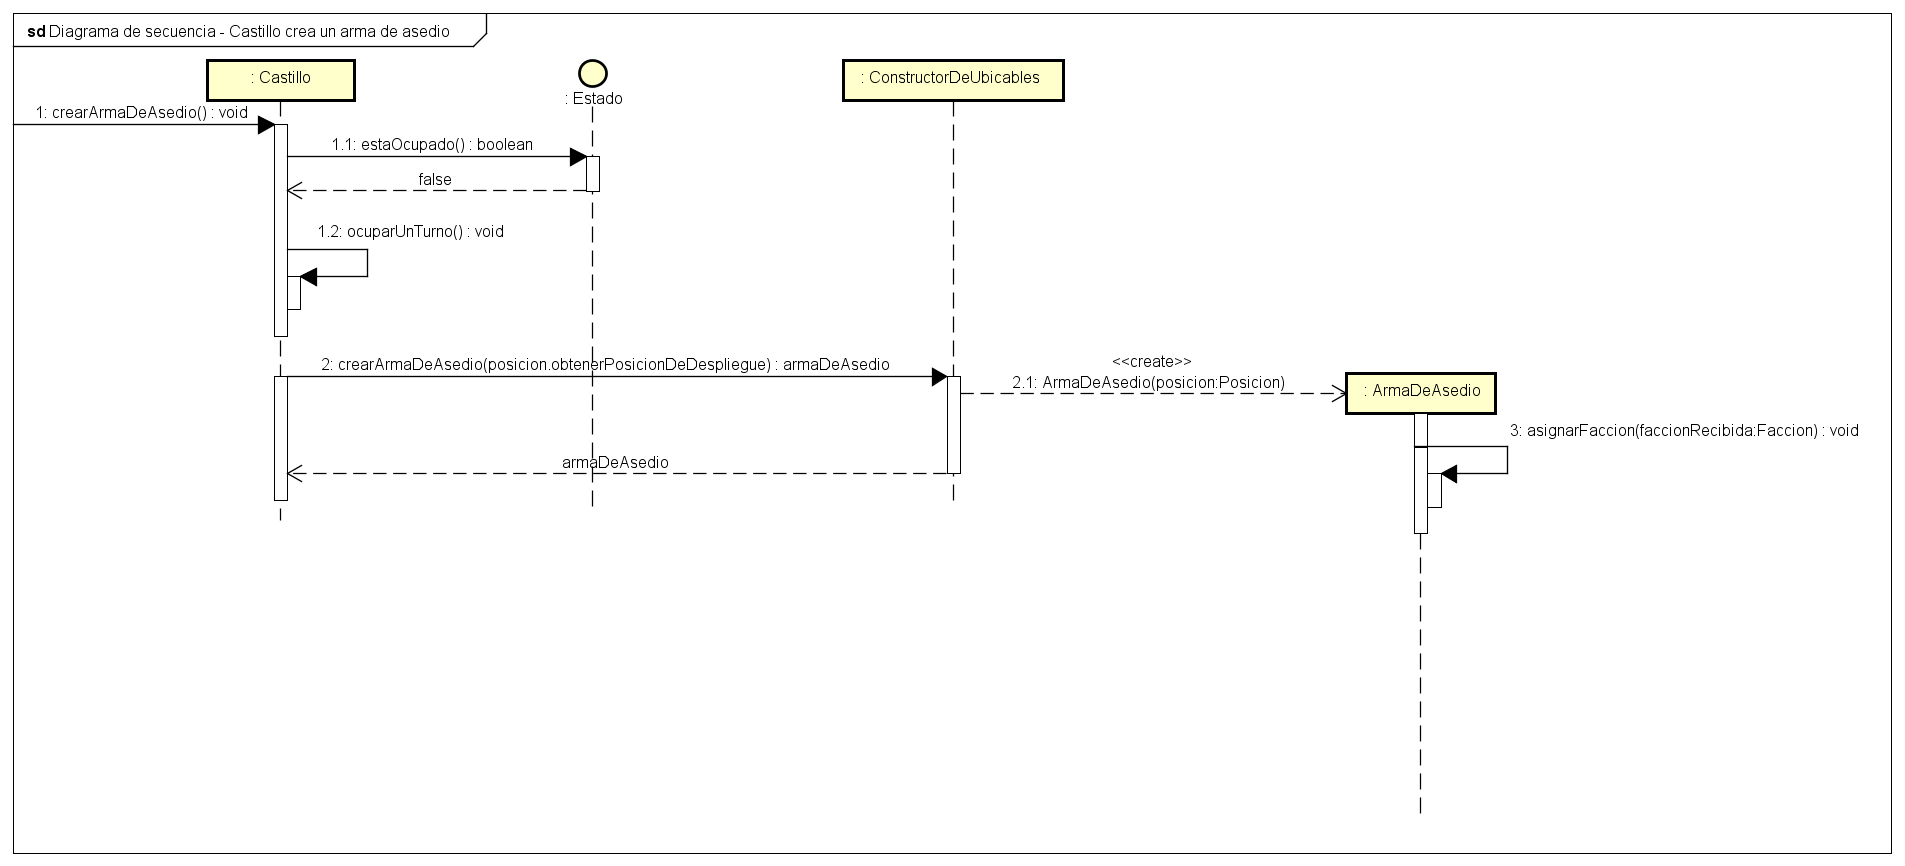 sd Diagrama de secuencia - Castillo crea un arma de asedio
: Castillo
: Estado
: ConstructorDeUbicables
1: crearArmaDeAsedio() : void
1.1: estaOcupado() : boolean
false
1.2: ocuparUnTurno() : void
2: crearArmaDeAsedio(posicion.obtenerPosicionDeDespliegue) : armaDeAsedio
<<create>>
2.1: ArmaDeAsedio(posicion:Posicion)
: ArmaDeAsedio
3: asignarFaccion(faccionRecibida:Faccion) : void
armaDeAsedio